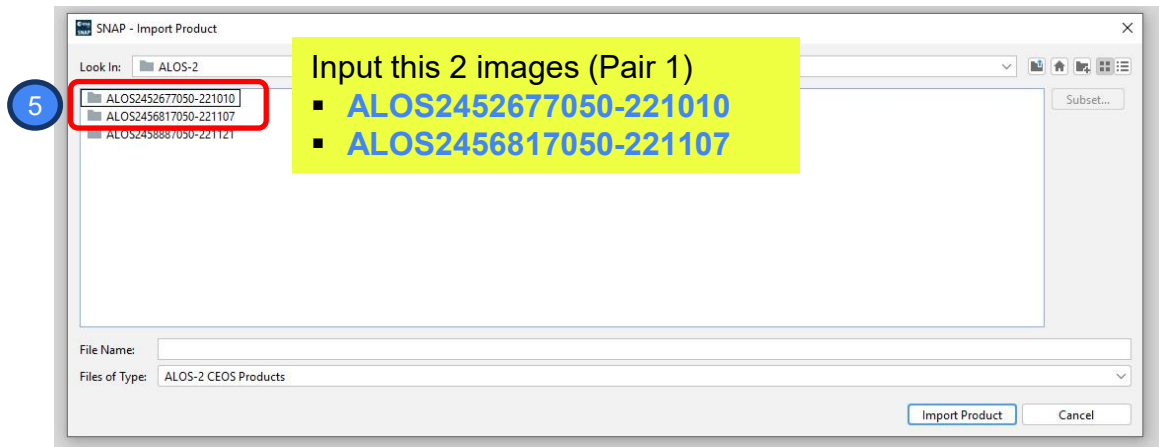 SNAP - Import Product
Look In: ALOS-2
Input this 2 images (Pair 1)
▪ ALOS2452677050-221010
▪ ALOS2456817050-221107
5
ALOS2452677050-221010
ALOS2456817050-221107
ALOS2458887050-221121
Subset...
File Name:
Files of Type: ALOS-2 CEOS Products
Import Product Cancel